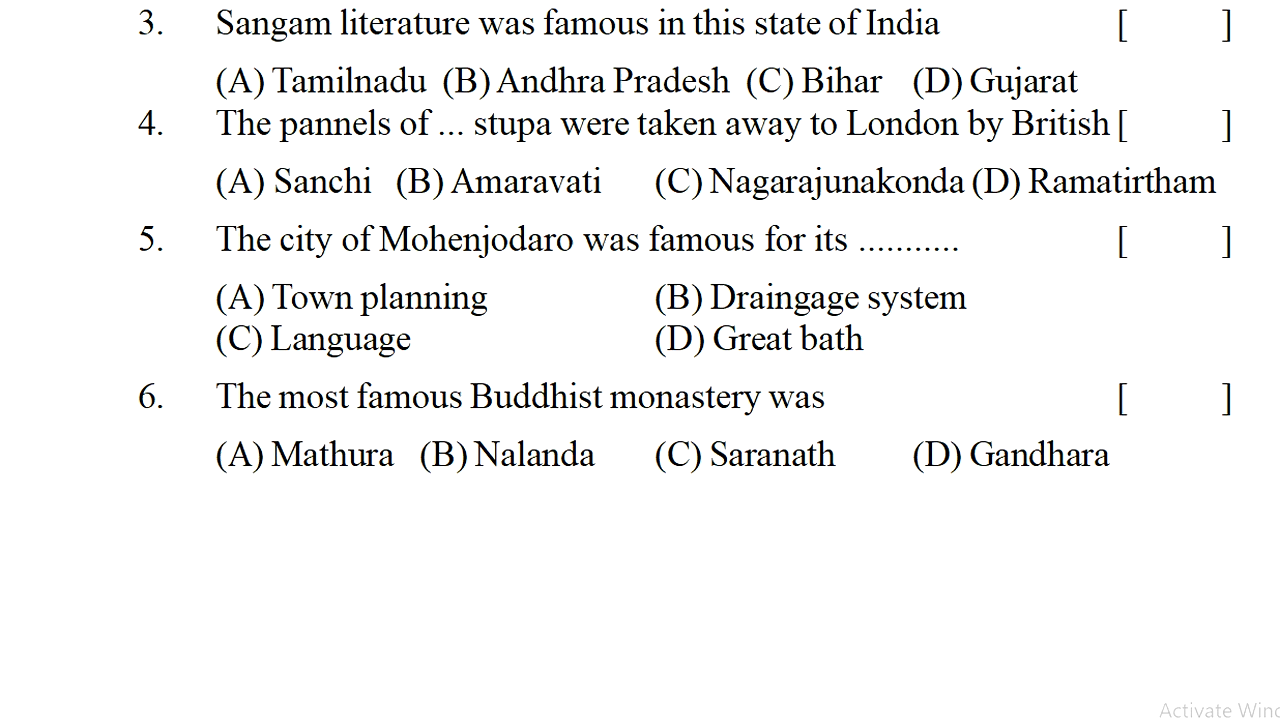 3. Sangam literature was famous in this state of India [ ]
(A) Tamilnadu (B) Andhra Pradesh (C) Bihar (D) Gujarat
4. The pannels of ... stupa were taken away to London by British [ ]
(A) Sanchi (B) Amaravati (C) Nagarajunakonda (D) Ramatirtham
5. The city of Mohenjodaro was famous for its ........... [ ]
(A) Town planning (B) Draingage system
(C) Language (D) Great bath
6. The most famous Buddhist monastery was [ ]
(A) Mathura (B) Nalanda (C) Saranath (D) Gandhara
Activate Wind